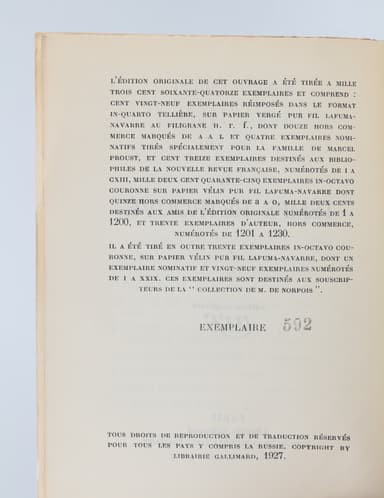 L'ÉDITION ORIGINALE DE CET OUVRAGE A ÉTÉ TIRÉE A MILLE
TROIS CENT SOIXANTE-QUATORZE EXEMPLAIRES ET COMPREND :
CENT VINGT-NEUF EXEMPLAIRES RÉIMPOSÉS DANS LE FORMAT
IN-QUARTO TELLIÈRE, SUR PAPIER VERGÉ PUR FIL LAFUMA-
NAVARRE AU FILIGRANE n. r. f., DONT DOUZE HORS COM-
MERCE MARQUÉS DE A A L ET QUATRE EXEMPLAIRES NOMI-
NATIFS TIRÉS SPÉCIALEMENT POUR LA FAMILLE DE MARCEL
PROUST, ET CENT TREIZE EXEMPLAIRES DESTINÉS AUX BIBLIO-
PHILES DE LA NOUVELLE REVUE FRANÇAISE, NUMÉROTÉS DE I A
CXIII, MILLE DEUX CENT QUARANTE-CINQ EXEMPLAIRES IN-OCTAVO
COURONNE SUR PAPIER VÉLIN PUR FIL LAFUMA-NAVARRE DONT
QUINZE HORS COMMERCE MARQUÉS DE a A o, MILLE DEUX CENTS
DESTINÉS AUX AMIS DE L'ÉDITION ORIGINALE NUMÉROTÉS DE 1 A
1200, ET TRENTE EXEMPLAIRES D'AUTEUR, HORS COMMERCE,
NUMÉROTÉS DE 1201 A 1230.
IL A ÉTÉ TIRÉ EN OUTRE TRENTE EXEMPLAIRES IN-OCTAVO COU-
RONNE, SUR PAPIER VÉLIN PUR FIL LAFUMA-NAVARRE, DONT UN
EXEMPLAIRE NOMINATIF ET VINGT-NEUF EXEMPLAIRES NUMÉROTÉS
DE I A XXIX. CES EXEMPLAIRES SONT DESTINÉS AUX SOUSCRIP-
TEURS DE LA " COLLECTION DE M. DE NORPOIS ".
EXEMPLAIRE 592
TOUS DROITS DE REPRODUCTION ET DE TRADUCTION RÉSERVÉS
POUR TOUS LES PAYS Y COMPRIS LA RUSSIE. COPYRIGHT BY
LIBRAIRIE GALLIMARD, 1927.